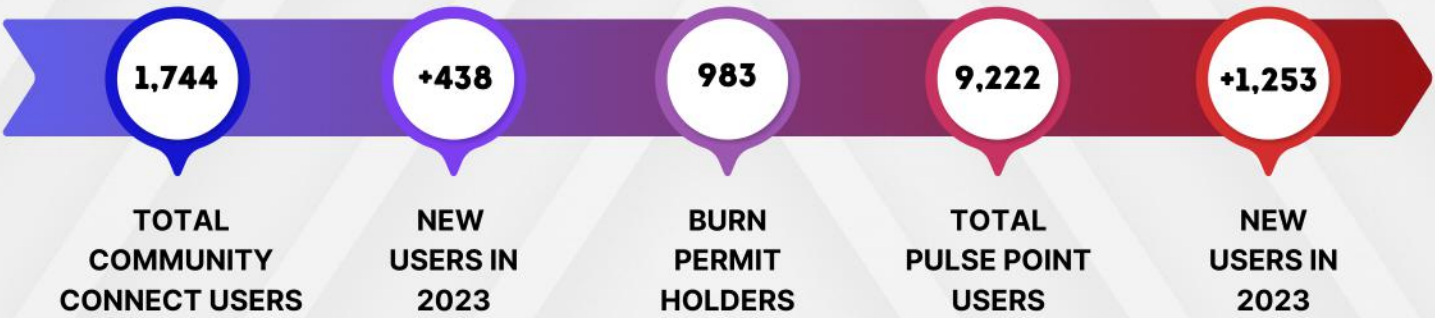 1,744
+438
983
9,222
+1,253
TOTAL
COMMUNITY
CONNECT USERS
NEW
USERS IN
2023
BURN
PERMIT
HOLDERS
TOTAL
PULSE POINT
USERS
NEW
USERS IN
2023